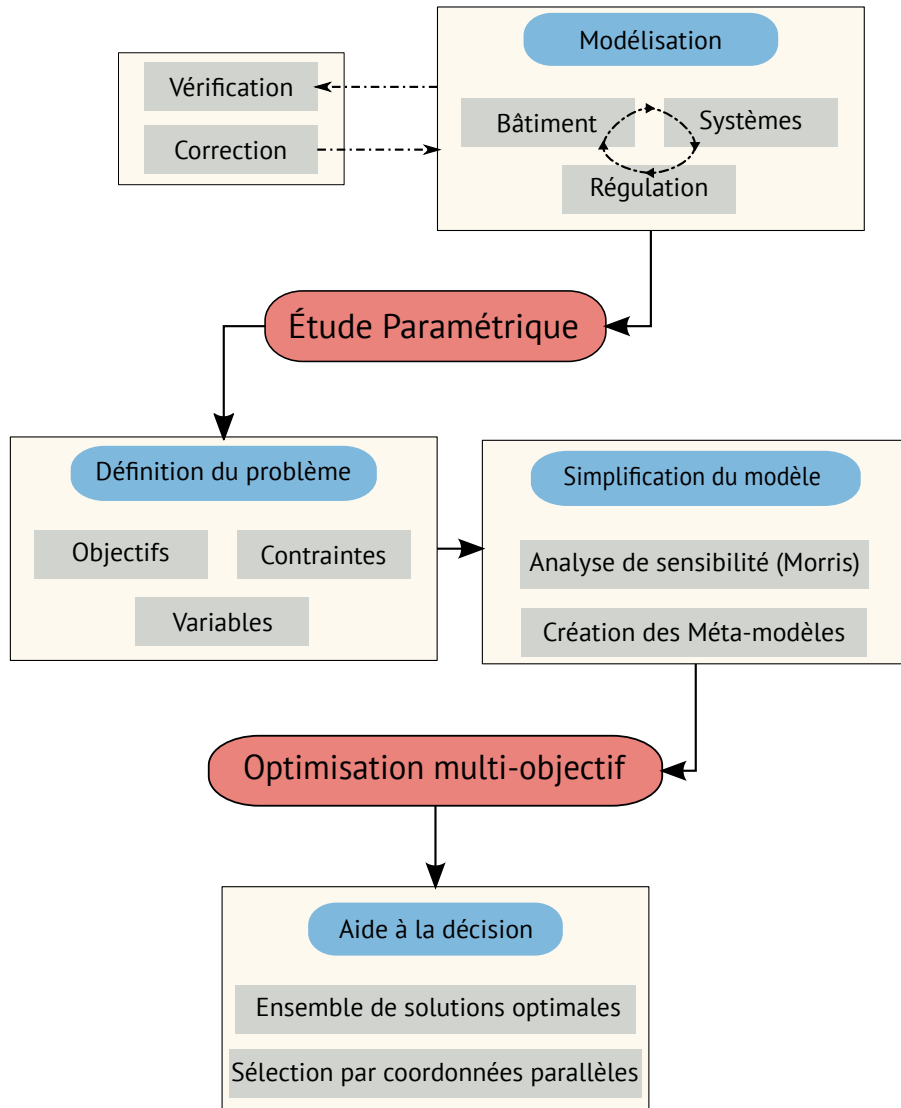 Modélisation
Vérification
Correction
Bâtiment
Systèmes
Régulation
Étude Paramétrique
Définition du problème
Objectifs
Contraintes
Variables
Simplification du modèle
Analyse de sensibilité (Morris)
Création des Méta-modèles
Optimisation multi-objectif
Aide à la décision
Ensemble de solutions optimales
Sélection par coordonnées parallèles